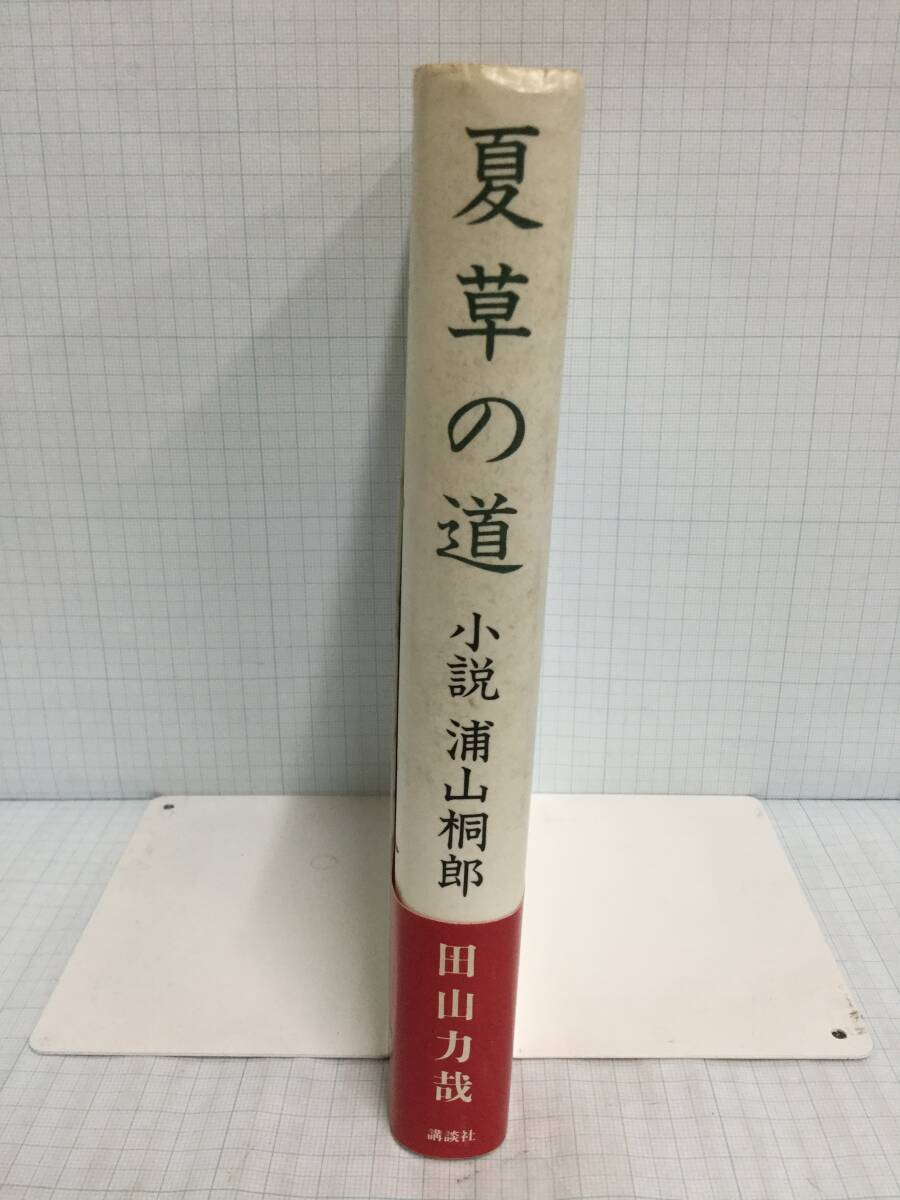 夏草の道
小説 浦山桐郎
田山力哉
講談社